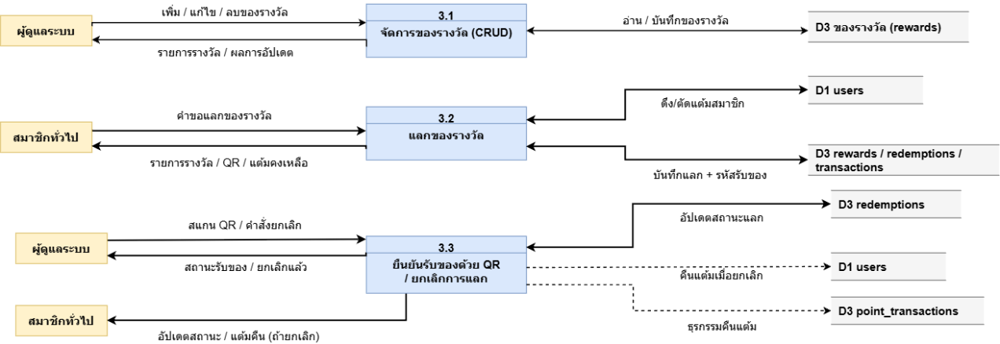 เพิ่ม / แก้ไข / ลบของรางวัล
ผู้ดูแลระบบ
รายการรางวัล / ผลการอัปเดต
3.1
จัดการของรางวัล (CRUD)
อ่าน / บันทึกของรางวัล
D3 ของรางวัล (rewards)
สมาชิกทั่วไป
คำขอแลกของรางวัล
รายการรางวัล / QR / แต้มคงเหลือ
3.2
แลกของรางวัล
ดึง/ตัดแต้มสมาชิก
D1 users
บันทึกแลก + รหัสรับของ
D3 rewards / redemptions /
transactions
ผู้ดูแลระบบ
สแกน QR / คำสั่งยกเลิก
สถานะรับของ / ยกเลิกแล้ว
3.3
ยืนยันรับของด้วย QR
/ ยกเลิกการแลก
อัปเดตสถานะแลก
D3 redemptions
คืนแต้มเมื่อยกเลิก
D1 users
ธุรกรรมคืนแต้ม
D3 point_transactions
สมาชิกทั่วไป
อัปเดตสถานะ / แต้มคืน (ถ้ายกเลิก)